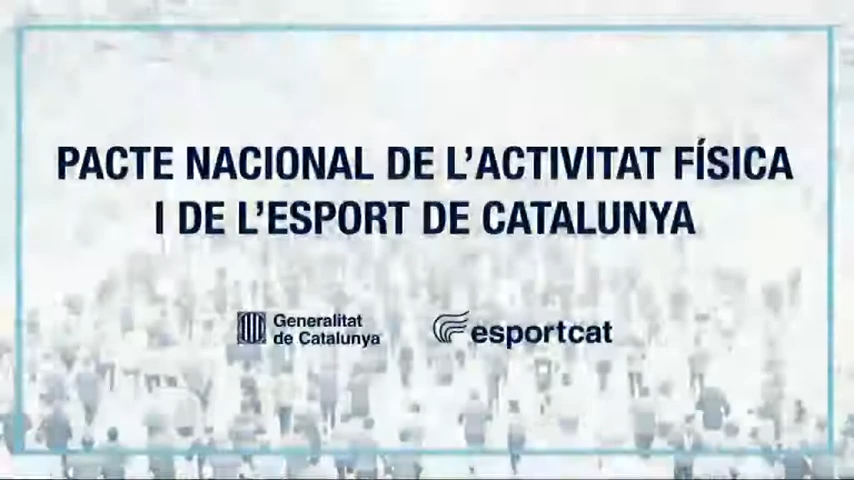 PACTE NACIONAL DE L'ACTIVITAT FÍSICA
I DE L'ESPORT DE CATALUNYA
Generalitat
de Catalunya
esportcat